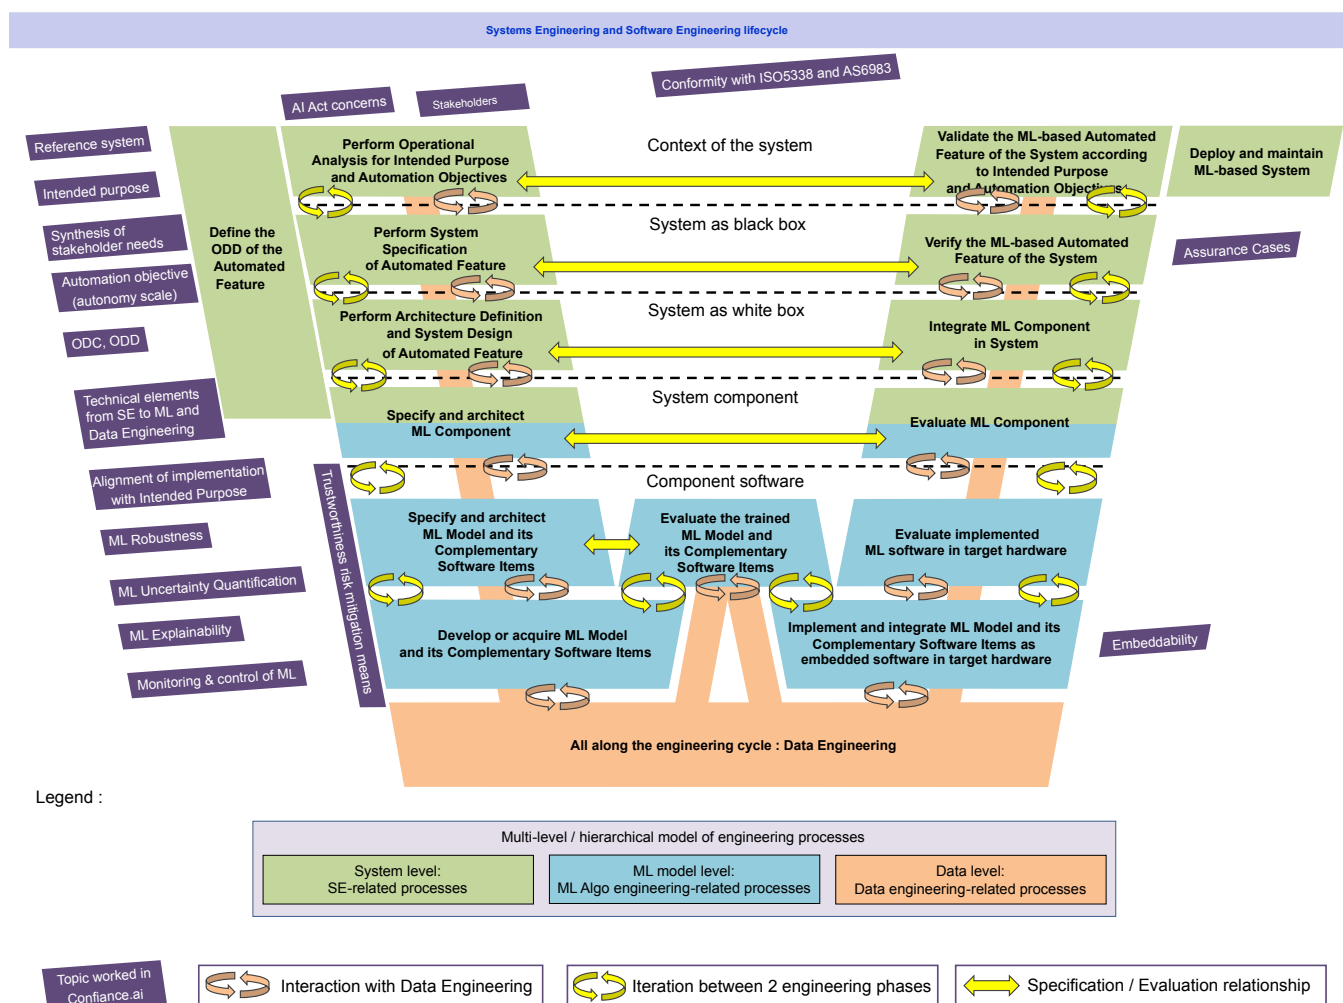 Systems Engineering and Software Engineering lifecycle
Conformity with ISO5338 and AS6983
AI Act concerns
Stakeholders
Reference system
Intended purpose
Synthesis of
stakeholder needs
Automation objective
(autonomy scale)
ODC, ODD
Technical elements
from SE to ML and
Data Engineering
Alignment of implementation
with Intended Purpose
ML Robustness
ML Uncertainty Quantification
ML Explainability
Monitoring & control of ML
Trustworthiness risk mitigation means
Define the
ODD of the
Automated
Feature
Perform Operational
Analysis for Intended Purpose
and Automation Objectives
Context of the system
Validate the ML-based Automated
Feature of the System according
to Intended Purpose
and Automation Objectives
Deploy and maintain
ML-based System
Perform System
Specification
of Automated Feature
System as black box
Verify the ML-based Automated
Feature of the System
Assurance Cases
Perform Architecture Definition
and System Design
of Automated Feature
System as white box
Integrate ML Component
in System
Specify and architect
ML Component
System component
Evaluate ML Component
Component software
Specify and architect
ML Model and its
Complementary
Software Items
Evaluate the trained
ML Model and
its Complementary
Software Items
Evaluate implemented
ML software in target hardware
Develop or acquire ML Model
and its Complementary Software Items
Implement and integrate ML Model and its
Complementary Software Items as
embedded software in target hardware
Embeddability
All along the engineering cycle : Data Engineering
Legend :
Multi-level / hierarchical model of engineering processes
System level:
SE-related processes
ML model level:
ML Algo engineering-related processes
Data level:
Data engineering-related processes
Topic worked in
Confiance.ai
Interaction with Data Engineering
Iteration between 2 engineering phases
Specification / Evaluation relationship